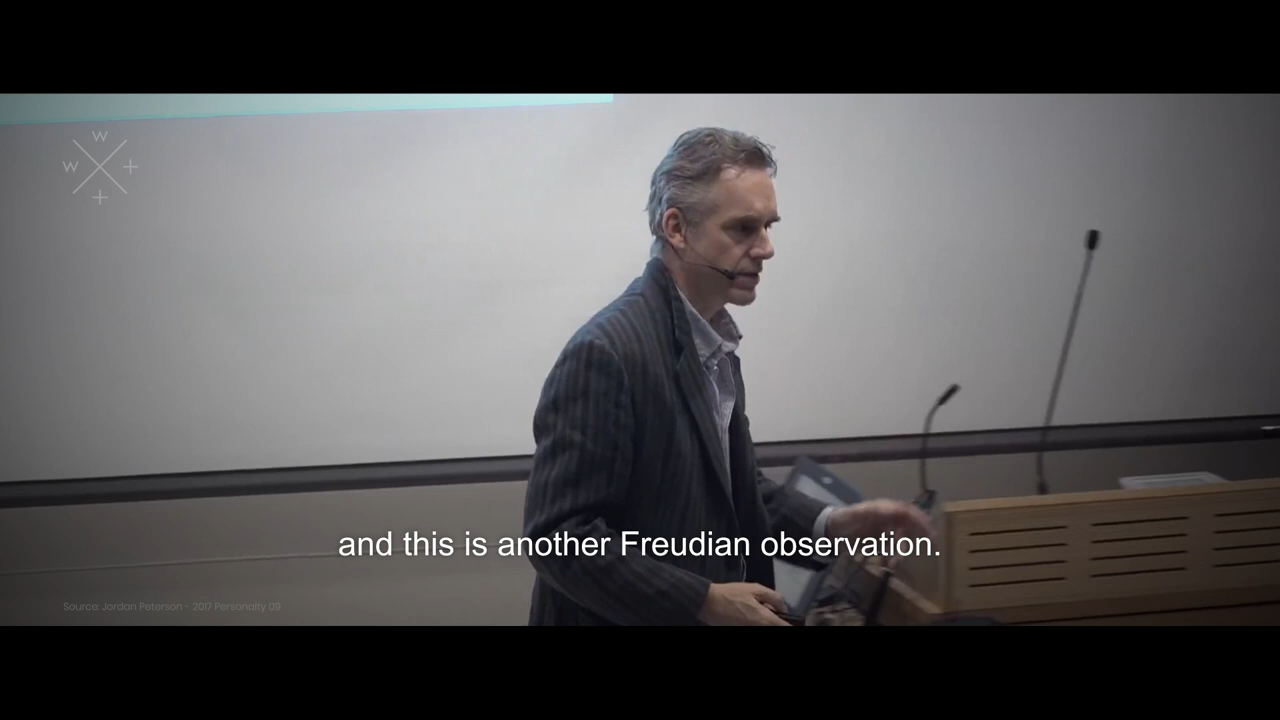 W
W
and this is another Freudian observation.
Source: Jordan Peterson - 2017 Personality 09